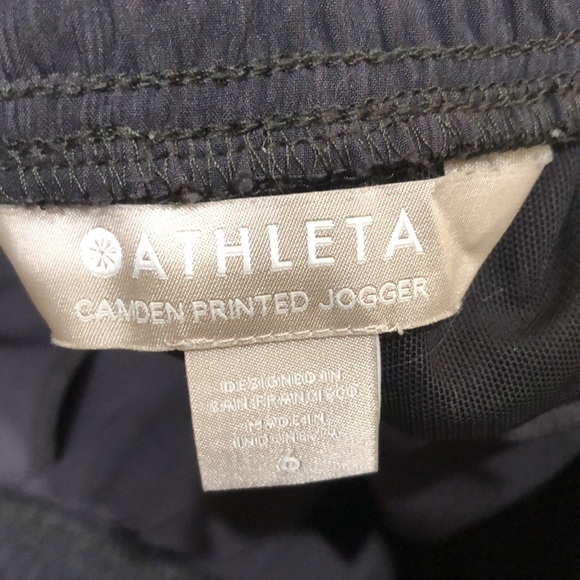 ATHLETA
CAMDEN PRINTED JOGGER
DESIGNED IN
SAN FRANCISCO
MADE IN
INDONESIA
6